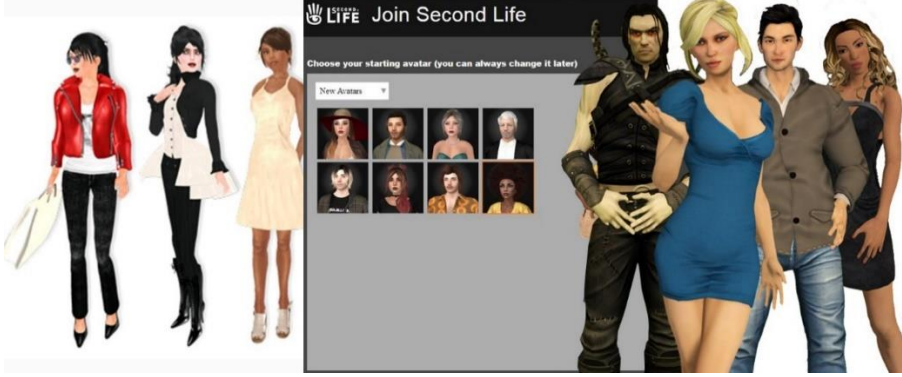 SECOND LIFE Join Second Life
Choose your starting avatar (you can always change it later)
New Avatars